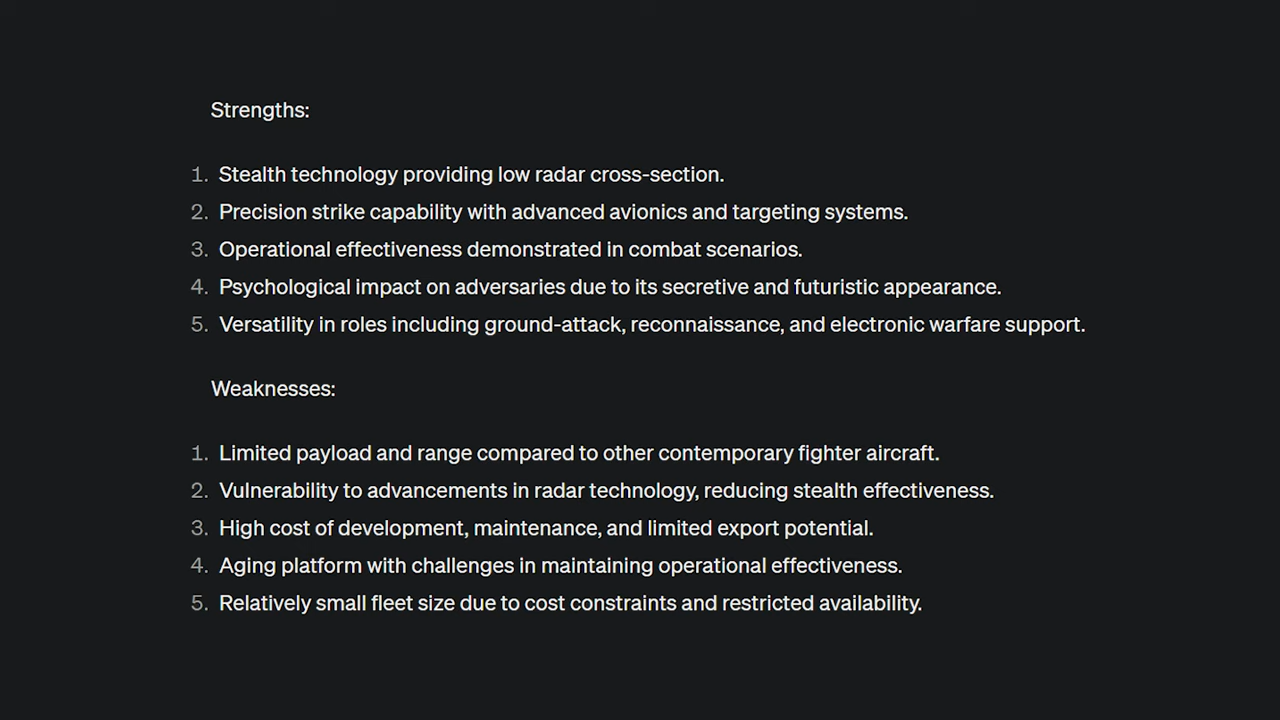 Strengths:
1. Stealth technology providing low radar cross-section.
2. Precision strike capability with advanced avionics and targeting systems.
3. Operational effectiveness demonstrated in combat scenarios.
4. Psychological impact on adversaries due to its secretive and futuristic appearance.
5. Versatility in roles including ground-attack, reconnaissance, and electronic warfare support.
Weaknesses:
1. Limited payload and range compared to other contemporary fighter aircraft.
2. Vulnerability to advancements in radar technology, reducing stealth effectiveness.
3. High cost of development, maintenance, and limited export potential.
4. Aging platform with challenges in maintaining operational effectiveness.
5. Relatively small fleet size due to cost constraints and restricted availability.